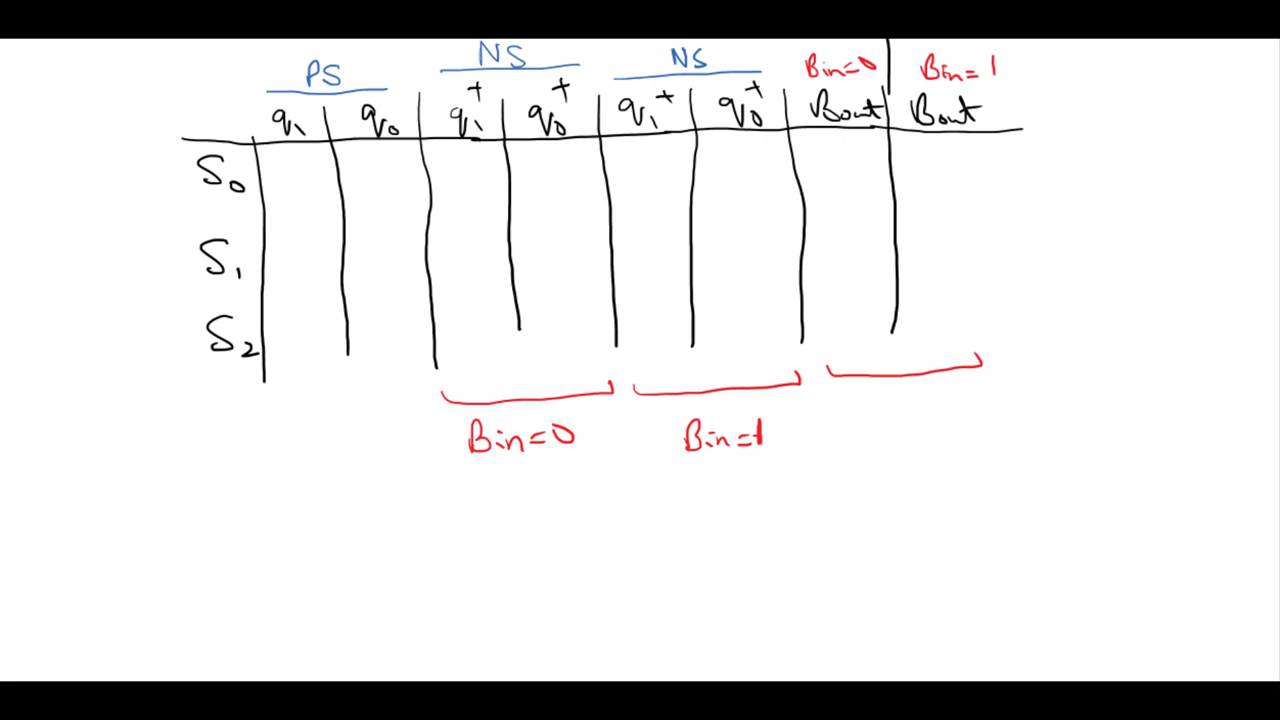 PS NS NS Bin=0 Bin=1
q1 q0 q1+ q0+ q1+ q0+ Bout Bout
S0
S1
S2
Bin=0 Bin=1